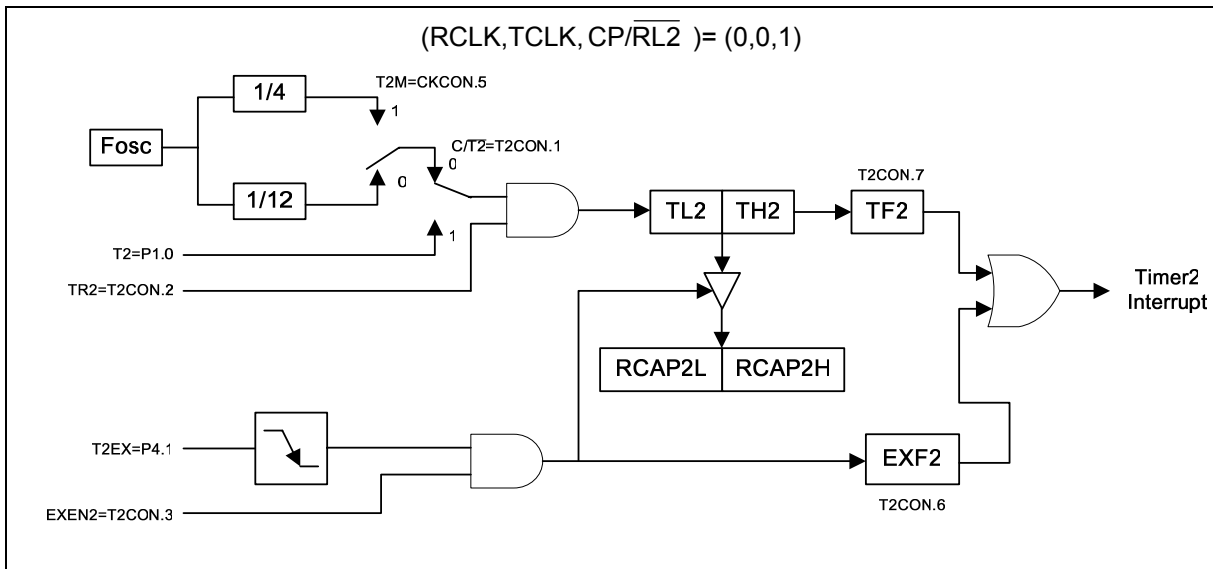 (RCLK,TCLK, CP/RL2 )= (0,0,1)
T2M=CKCON.5
1/4
1
Fosc
C/T2=T2CON.1
0
0
1/12
T2CON.7
TL2 TH2 TF2
1
T2=P1.0
TR2=T2CON.2
Timer2
Interrupt
RCAP2L RCAP2H
T2EX=P4.1
EXF2
EXEN2=T2CON.3
T2CON.6